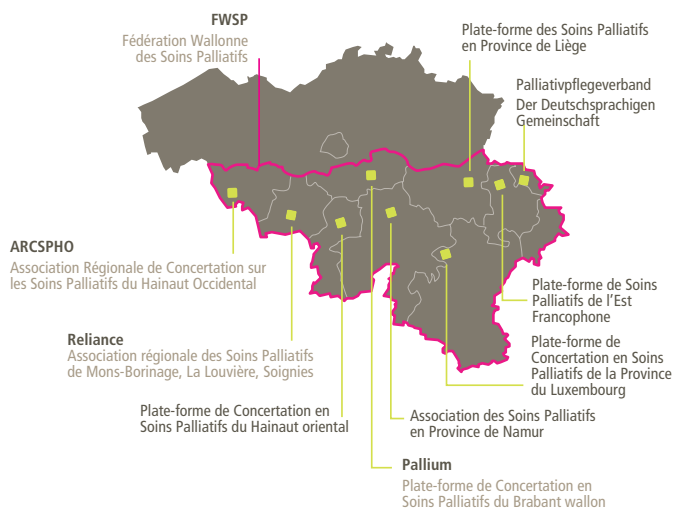 FWSP
Fédération Wallonne
des Soins Palliatifs
Plate-forme des Soins Palliatifs
en Province de Liège
Palliativpflegeverband
Der Deutschsprachigen
Gemeinschaft
ARCSPHO
Association Régionale de Concertation sur
les Soins Palliatifs du Hainaut Occidental
Plate-forme de Soins
Palliatifs de l'Est
Francophone
Reliance
Association régionale des Soins Palliatifs
de Mons-Borinage, La Louvière, Soignies
Plate-forme de
Concertation en Soins
Palliatifs de la Province
du Luxembourg
Plate-forme de Concertation en
Soins Palliatifs du Hainaut oriental
Association des Soins Palliatifs
en Province de Namur
Pallium
Plate-forme de Concertation en
Soins Palliatifs du Brabant wallon